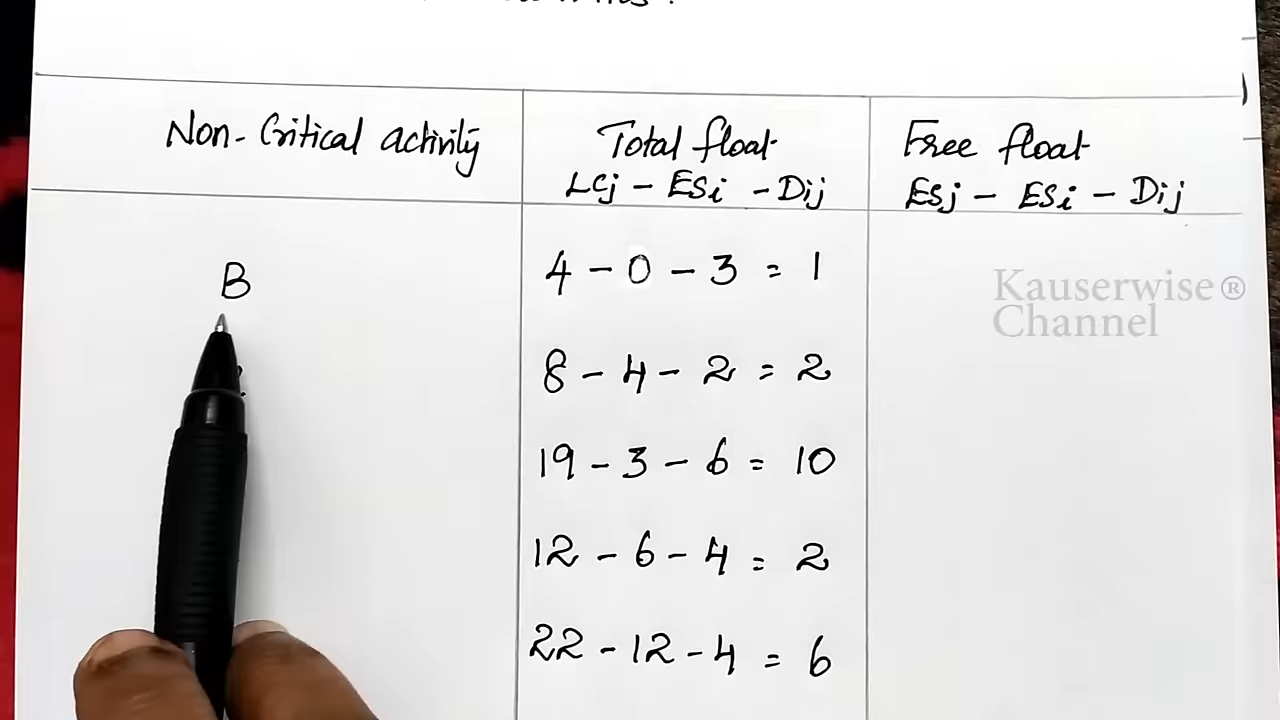 Non-Critical activity
Total float
LCj - ESi - Dij
Free float
ESj - ESi - Dij
B
4 - 0 - 3 = 1
8 - 4 - 2 = 2
19 - 3 - 6 = 10
12 - 6 - 4 = 2
22 - 12 - 4 = 6
Kauserwise®
Channel